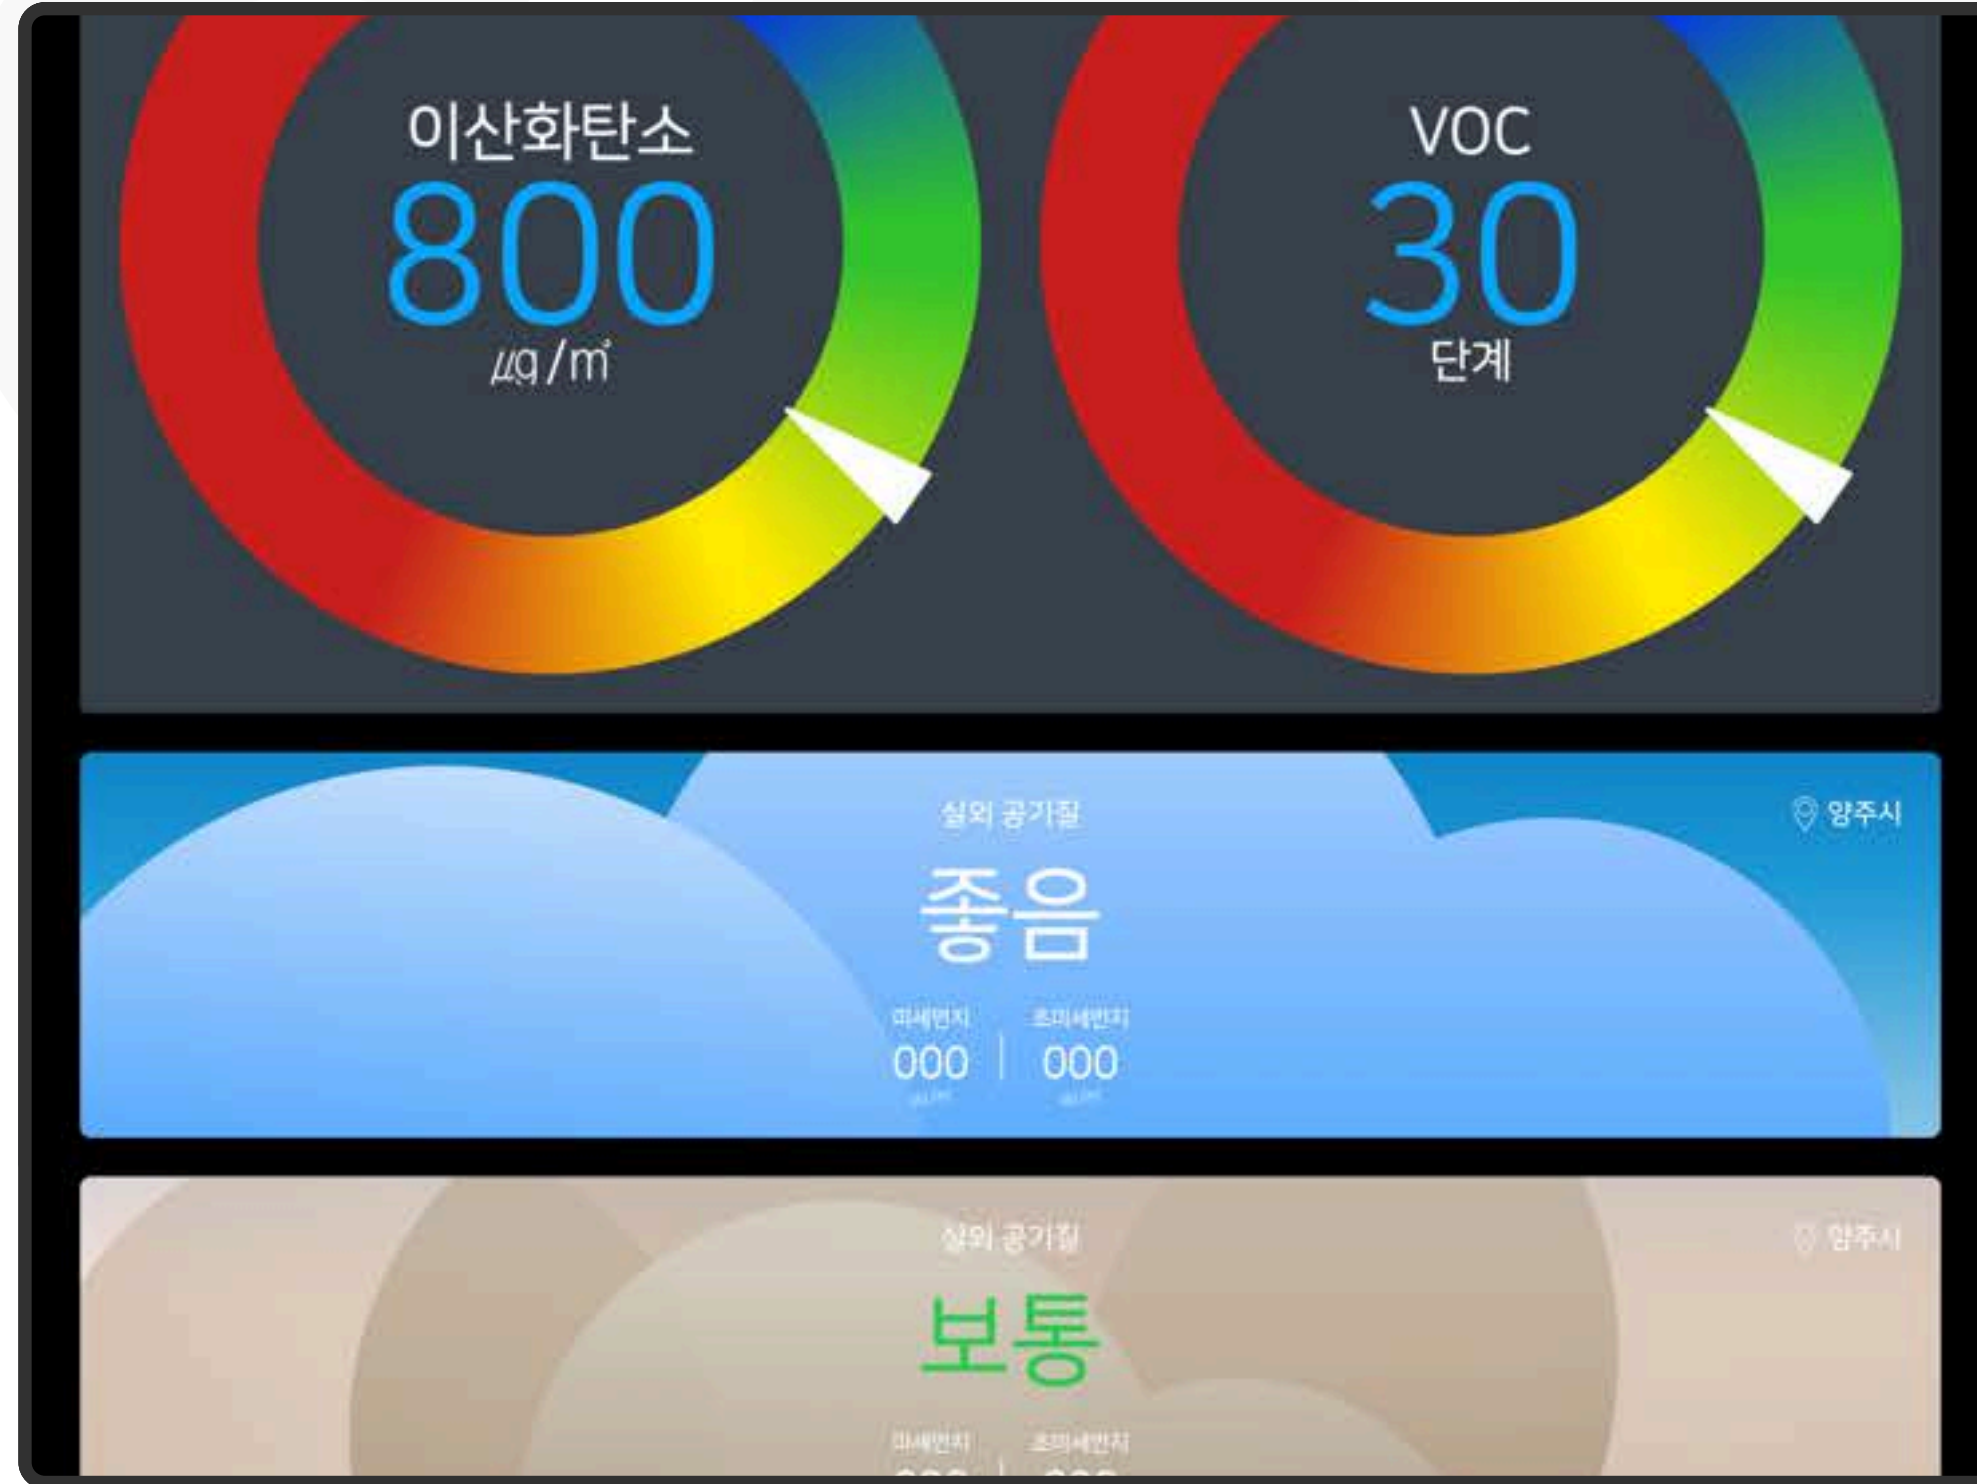 이산화탄소
800
㎍/㎥
VOC
30
단계
실외 공기질
양주시
좋음
미세먼지
초미세먼지
000
000
실외 공기질
양주시
보통
미세먼지
초미세먼지